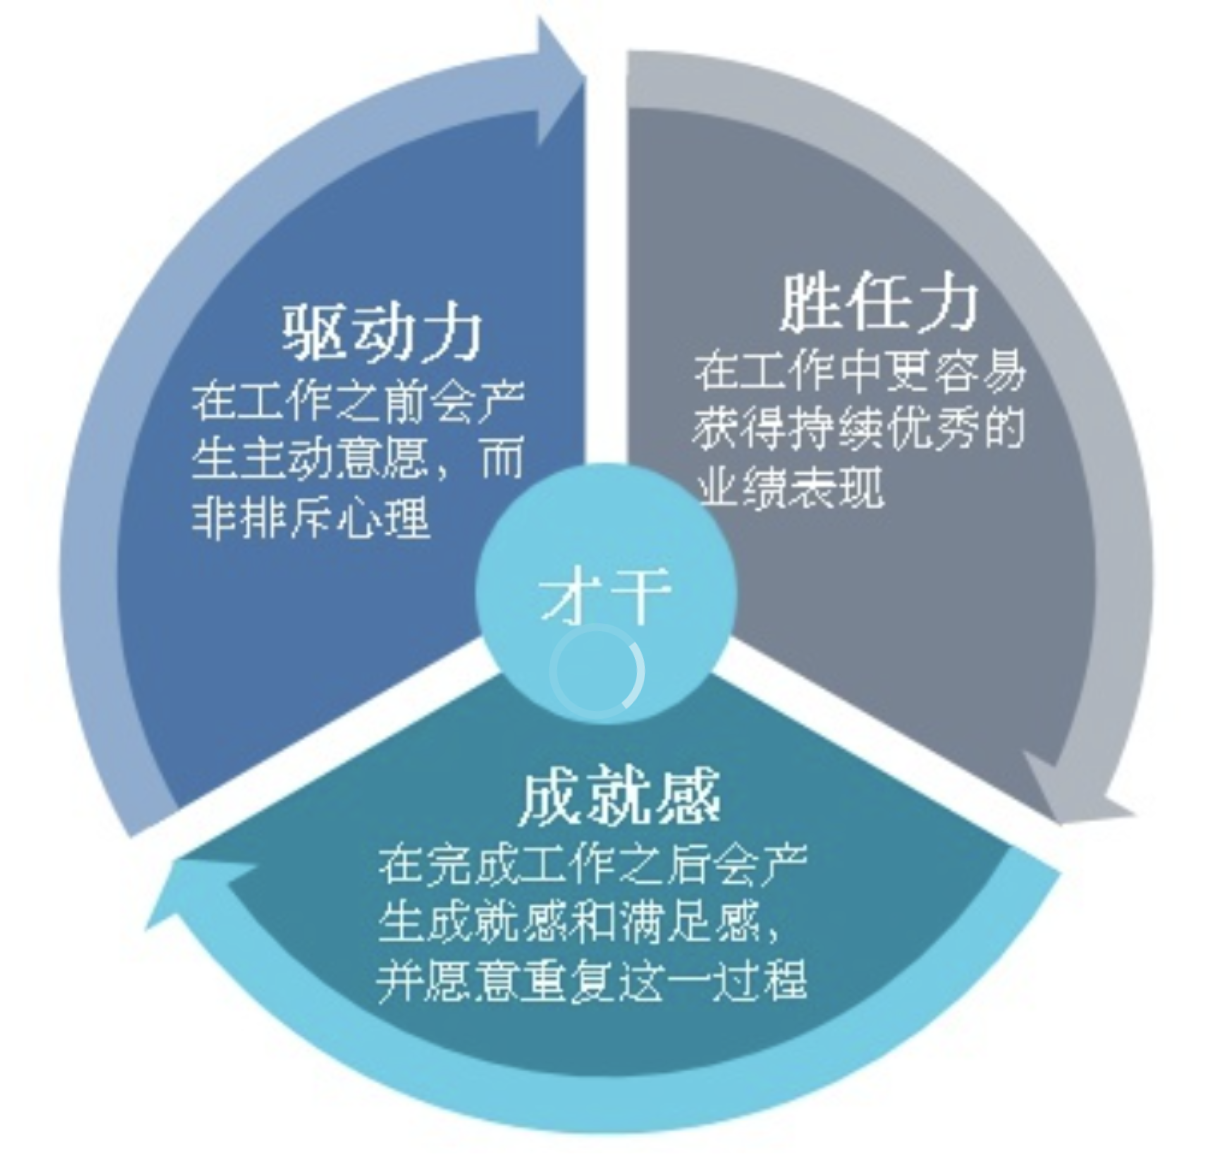 驱动力
在工作之前会产
生主动意愿，而
非排斥心理
胜任力
在工作中更容易
获得持续优秀的
业绩表现
才干
成就感
在完成工作之后会产
生成就感和满足感，
并愿意重复这一过程